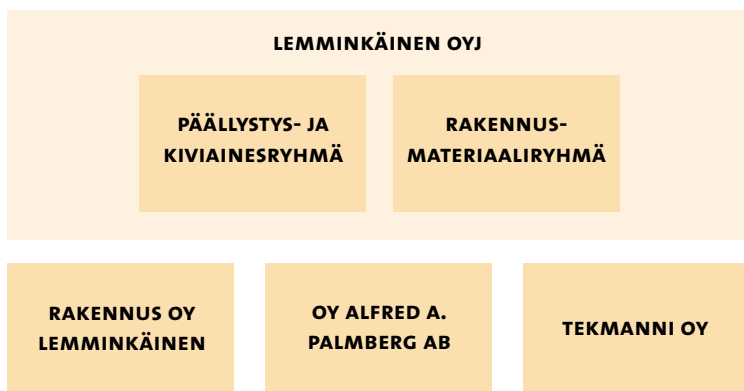 LEMMINKÄINEN OYJ
PÄÄLLYSTYS- JA
KIVIAINESRYHMÄ
RAKENNUS-
MATERIAALIRYHMÄ
RAKENNUS OY
LEMMINKÄINEN
OY ALFRED A.
PALMBERG AB
TEKMANNI OY